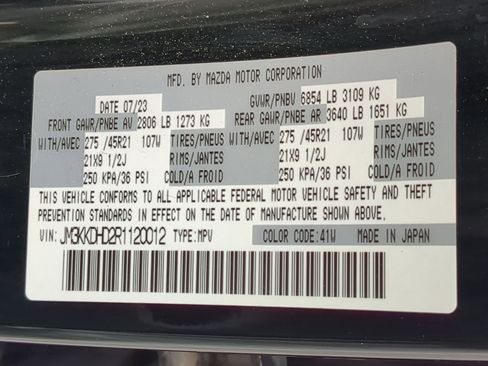 MFD. BY MAZDA MOTOR CORPORATION
DATE 07/23 GVWR/PNBV 6854 LB 3109 KG
FRONT GAWR/PNBE AV 2806 LB 1273 KG REAR GAWR/PNBE AR 3640 LB 1651 KG
WITH/AVEC 275 /45R21 107W TIRES/PNEUS WITH/AVEC 275 /45R21 107W TIRES/PNEUS
21X9 1/2J RIMS/JANTES 21X9 1/2J RIMS/JANTES
250 KPA/36 PSI COLD/A FROID 250 KPA/36 PSI COLD/A FROID
THIS VEHICLE CONFORMS TO ALL APPLICABLE FEDERAL MOTOR VEHICLE SAFETY AND THEFT
PREVENTION STANDARDS IN EFFECT ON THE DATE OF MANUFACTURE SHOWN ABOVE.
VIN: JM3KKDHD2R1120012 TYPE:MPV COLOR CODE:41W MADE IN JAPAN